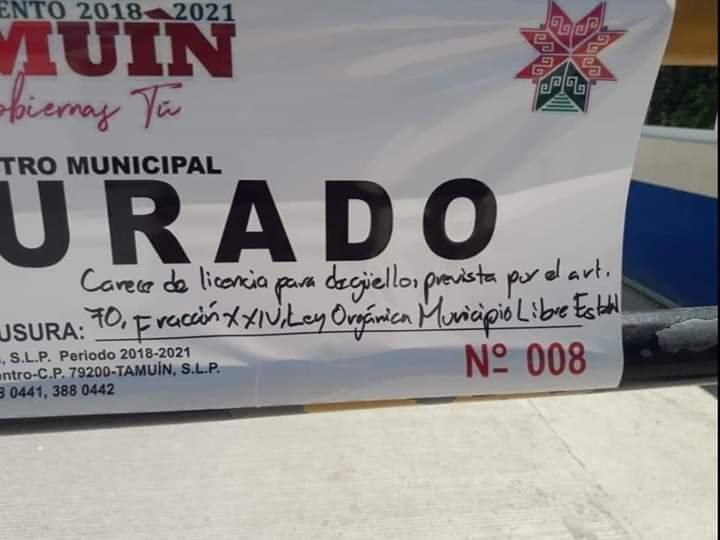 ENTO 2018-2021
MUIN
obiernas Tú
TRO MUNICIPAL
URADO
Carece de licencia para degüello, prevista por el art.
USURA: 70, Fracción XXIV, Ley Orgánica Municipio Libre Estatal
, S.L.P. Periodo 2018-2021
entro-C.P. 79200-TAMUÍN, S.L.P.
8 0441, 388 0442
Nº 008